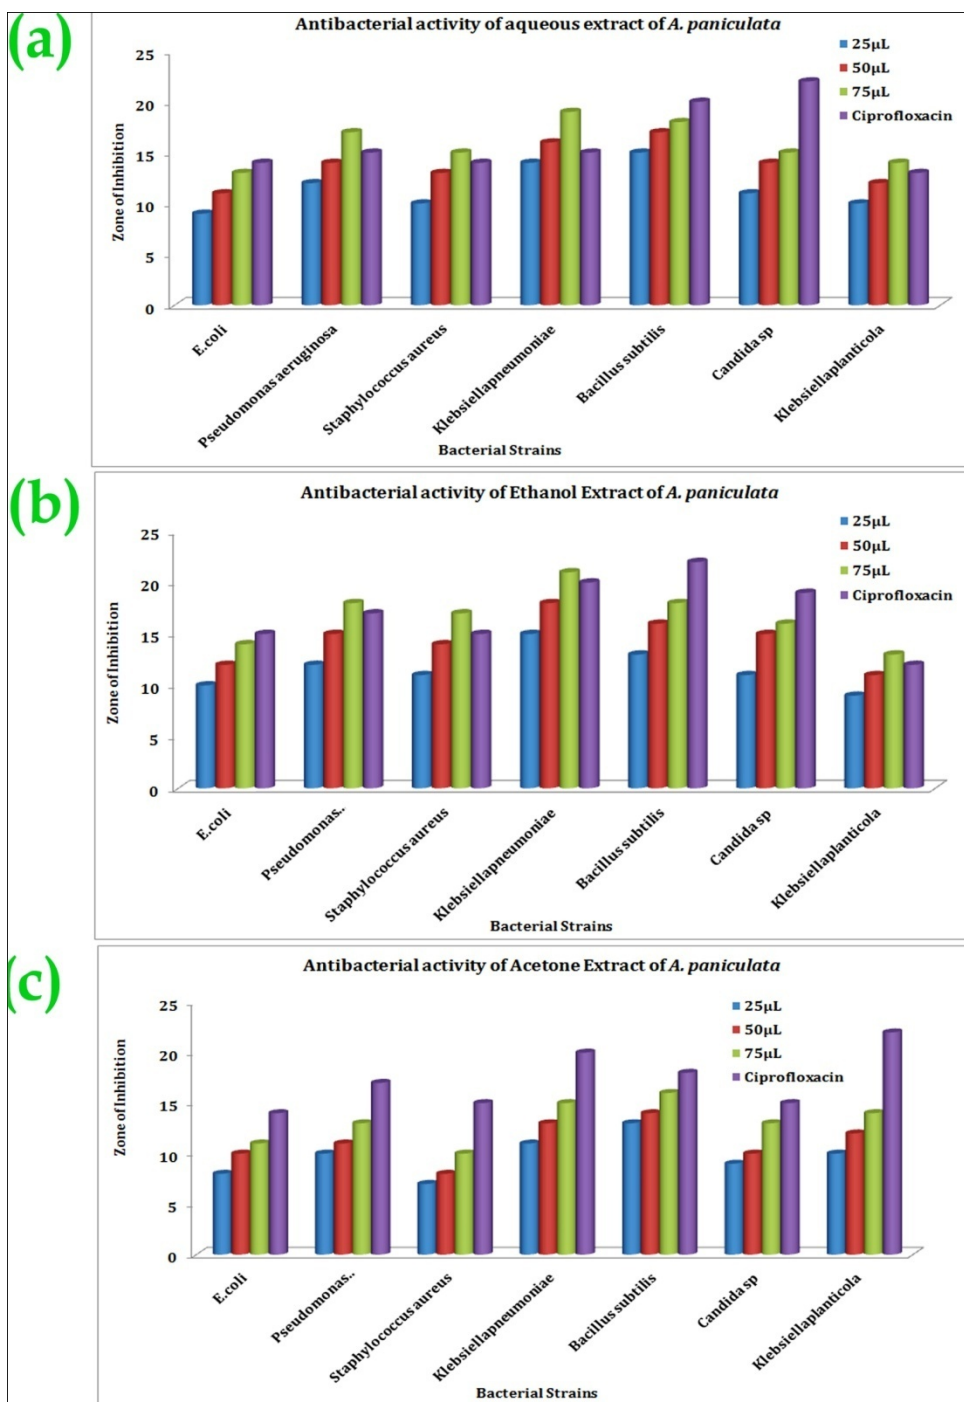 (a)
Antibacterial activity of aqueous extract of A. paniculata
25µL
50µL
75µL
Ciprofloxacin
25
20
15
10
5
0
Zone of Inhibition
E.coli
Pseudomonas aeruginosa
Staphylococcus aureus
Klebsiellapneumoniae
Bacillus subtilis
Candida sp
Klebsiellaplanticola
Bacterial Strains
(b)
Antibacterial activity of Ethanol Extract of A. paniculata
25µL
50µL
75µL
Ciprofloxacin
25
20
15
10
5
0
Zone of Inhibition
E.coli
Pseudomonas..
Staphylococcus aureus
Klebsiellapneumoniae
Bacillus subtilis
Candida sp
Klebsiellaplanticola
Bacterial Strains
(c)
Antibacterial activity of Acetone Extract of A. paniculata
25µL
50µL
75µL
Ciprofloxacin
25
20
15
10
5
0
Zone of Inhibition
E.coli
Pseudomonas..
Staphylococcus aureus
Klebsiellapneumoniae
Bacillus subtilis
Candida sp
Klebsiellaplanticola
Bacterial Strains